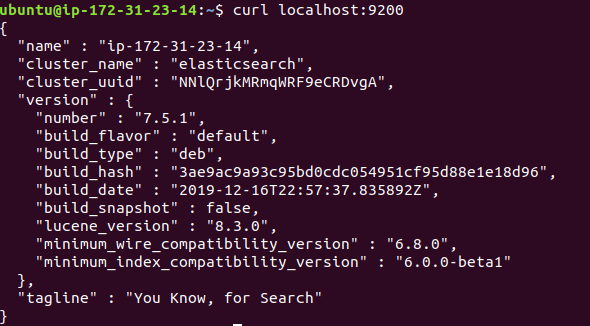 ubuntu@ip-172-31-23-14:~$ curl localhost:9200
{
  "name" : "ip-172-31-23-14",
  "cluster_name" : "elasticsearch",
  "cluster_uuid" : "NNlQrjkMRmqWRF9eCRDvgA",
  "version" : {
    "number" : "7.5.1",
    "build_flavor" : "default",
    "build_type" : "deb",
    "build_hash" : "3ae9ac9a93c95bd0cdc054951cf95d88e1e18d96",
    "build_date" : "2019-12-16T22:57:37.835892Z",
    "build_snapshot" : false,
    "lucene_version" : "8.3.0",
    "minimum_wire_compatibility_version" : "6.8.0",
    "minimum_index_compatibility_version" : "6.0.0-beta1"
  },
  "tagline" : "You Know, for Search"
}